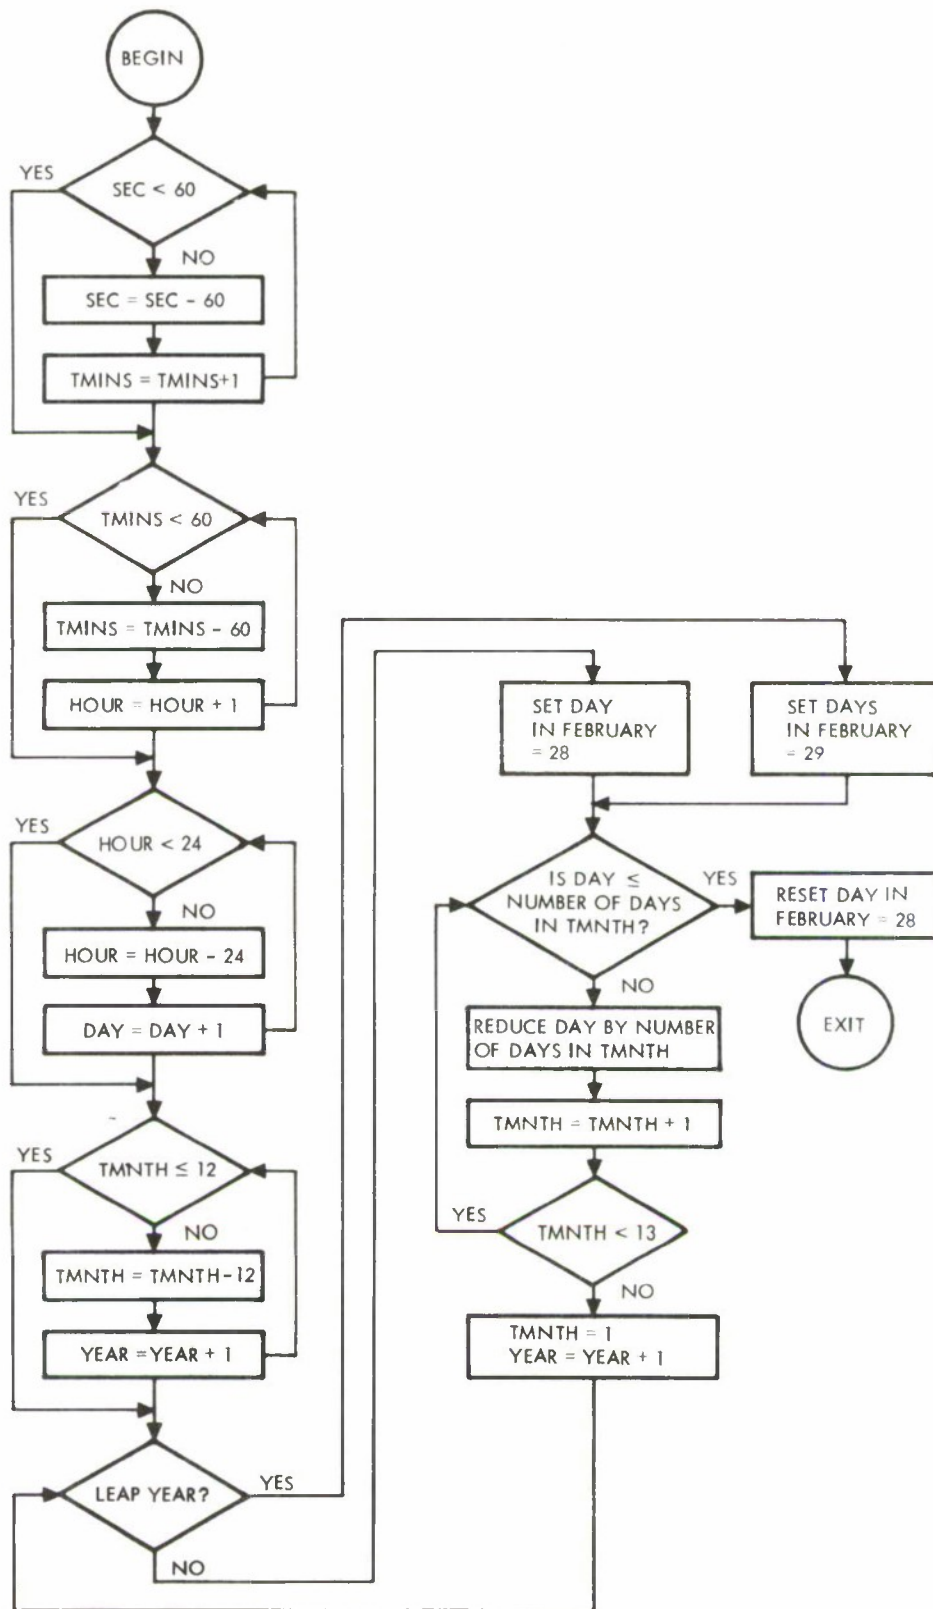 BEGIN
YES
SEC < 60
NO
SEC = SEC - 60
TMINS = TMINS+1
YES
TMINS < 60
NO
TMINS = TMINS - 60
HOUR = HOUR + 1
YES
HOUR < 24
NO
HOUR = HOUR - 24
DAY = DAY + 1
YES
TMNTH ≤ 12
NO
TMNTH = TMNTH-12
YEAR = YEAR + 1
LEAP YEAR?
YES
NO
SET DAY
IN FEBRUARY
= 28
SET DAYS
IN FEBRUARY
= 29
IS DAY ≤
NUMBER OF DAYS
IN TMNTH?
YES
RESET DAY IN
FEBRUARY = 28
EXIT
NO
REDUCE DAY BY NUMBER
OF DAYS IN TMNTH
TMNTH = TMNTH + 1
YES
TMNTH < 13
NO
TMNTH = 1
YEAR = YEAR + 1